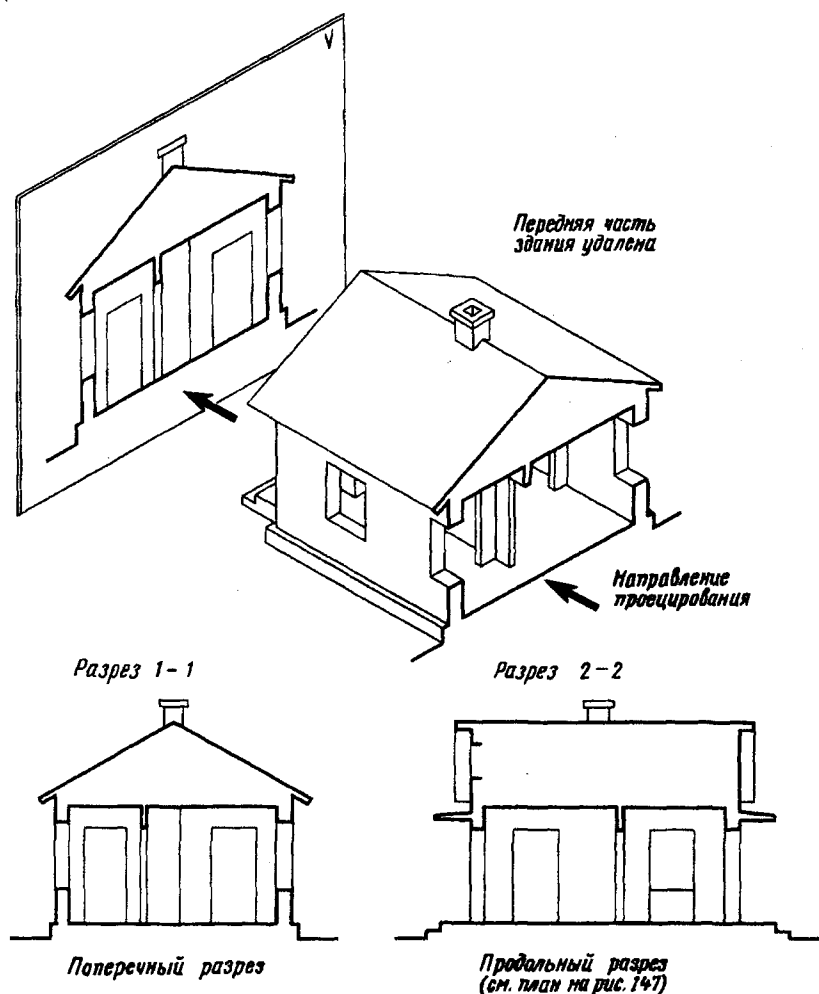 V
Передняя часть
здания удалена
Направление
проецирования
Разрез 1-1
Разрез 2-2
Поперечный разрез
Продольный разрез
(см. план на рис. 147)